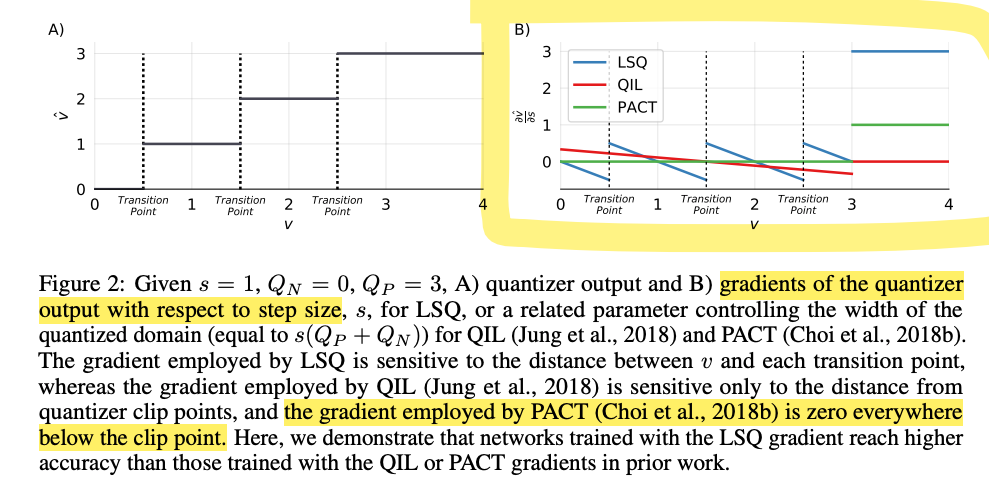 A)
3
2
1
0
v̂
0 Transition Point 1 Transition Point 2 Transition Point 3 4
v
B)
3
2
1
0
∂v̂/∂s
LSQ
QIL
PACT
0 Transition Point 1 Transition Point 2 Transition Point 3 4
v
Figure 2: Given s = 1, Q_N = 0, Q_P = 3, A) quantizer output and B) gradients of the quantizer
output with respect to step size, s, for LSQ, or a related parameter controlling the width of the
quantized domain (equal to s(Q_P + Q_N)) for QIL (Jung et al., 2018) and PACT (Choi et al., 2018b).
The gradient employed by LSQ is sensitive to the distance between v and each transition point,
whereas the gradient employed by QIL (Jung et al., 2018) is sensitive only to the distance from
quantizer clip points, and the gradient employed by PACT (Choi et al., 2018b) is zero everywhere
below the clip point. Here, we demonstrate that networks trained with the LSQ gradient reach higher
accuracy than those trained with the QIL or PACT gradients in prior work.